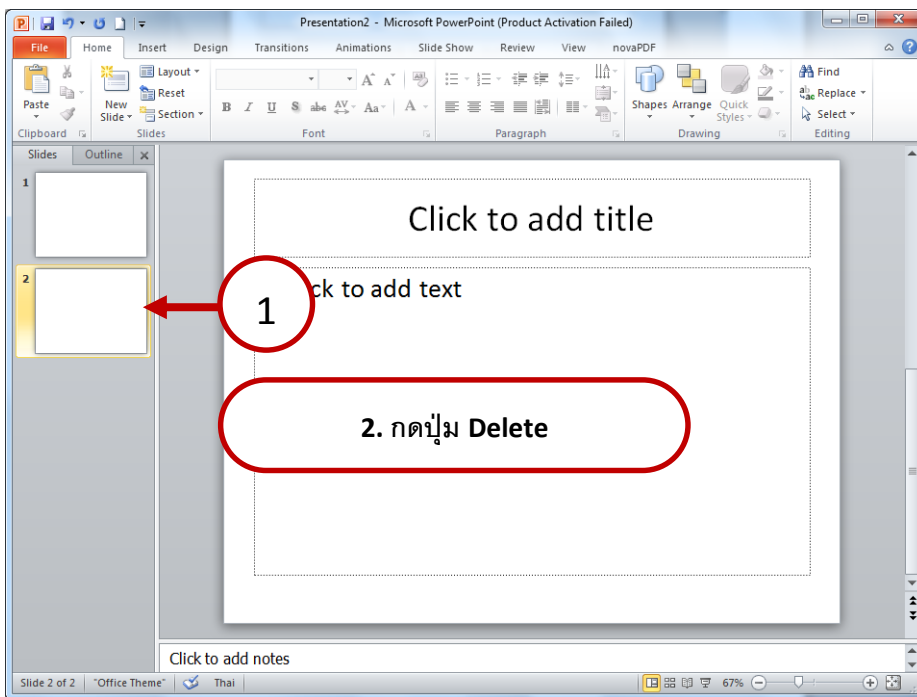 Presentation2 - Microsoft PowerPoint (Product Activation Failed)
File Home Insert Design Transitions Animations Slide Show Review View novaPDF
Paste
New Slide
Layout
Reset
Section
B I U S abc AV Aa A
A A
Shapes Arrange Quick Styles
Find
Replace
Select
Clipboard Slides Font Paragraph Drawing Editing
Slides Outline
1
2
Click to add title
ck to add text
1
2. กดปุ่ม Delete
Click to add notes
Slide 2 of 2 "Office Theme" Thai 67%